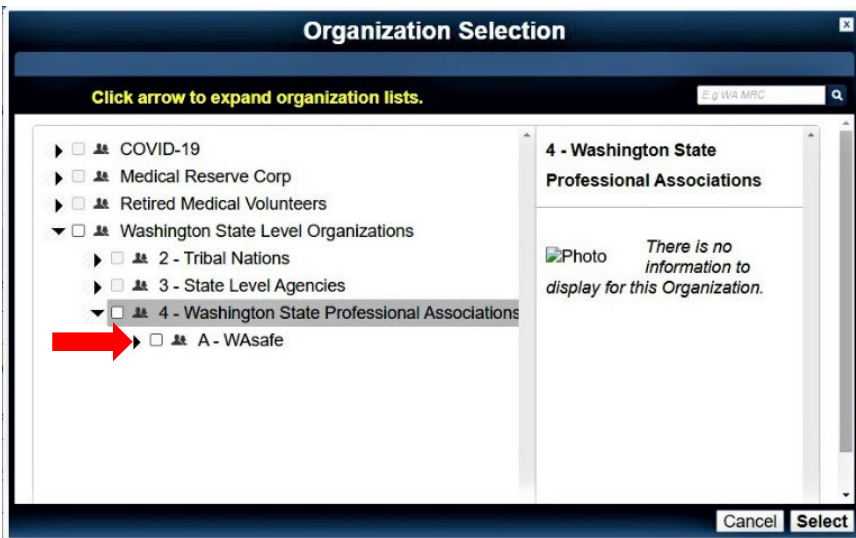 Organization Selection
Click arrow to expand organization lists.
E.g WA MRC
COVID-19
Medical Reserve Corp
Retired Medical Volunteers
Washington State Level Organizations
2 - Tribal Nations
3 - State Level Agencies
4 - Washington State Professional Associations
A - WAsafe
4 - Washington State
Professional Associations
Photo
There is no
information to
display for this Organization.
Cancel
Select